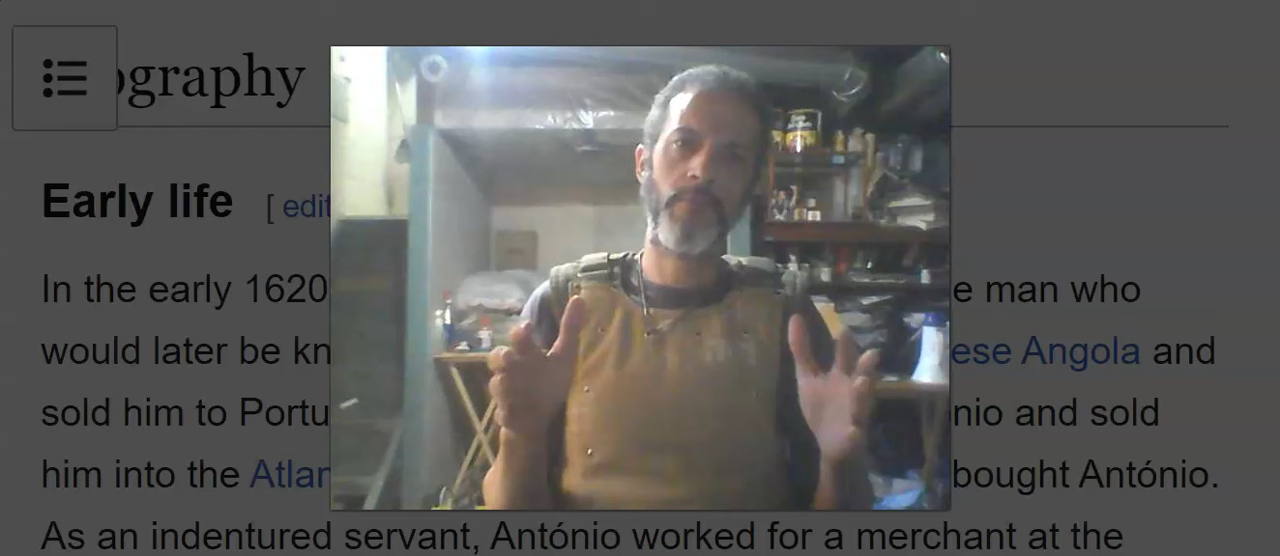 ography
Early life [ edit
In the early 1620 e man who
would later be kn ese Angola and
sold him to Portu nio and sold
him into the Atlan bought António.
As an indentured servant, António worked for a merchant at the